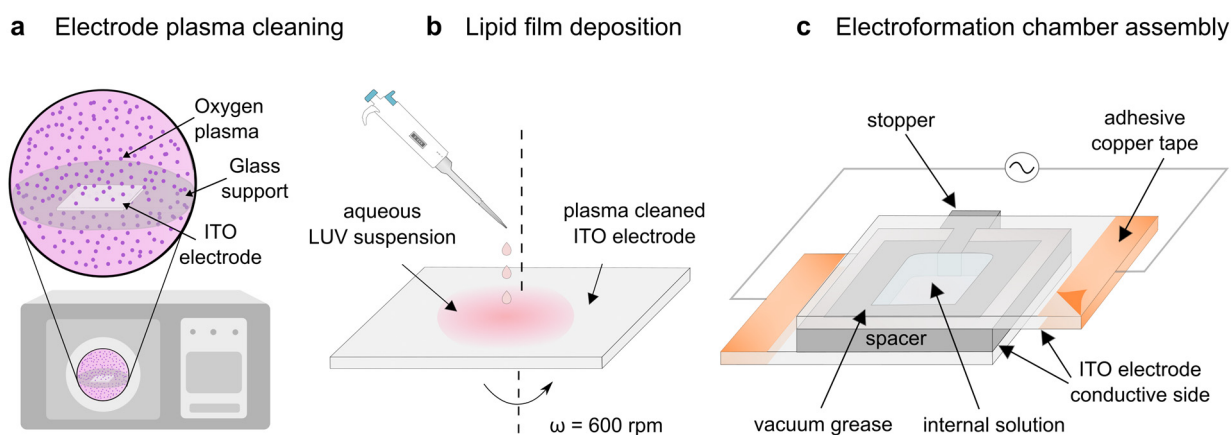 a Electrode plasma cleaning
Oxygen
plasma
Glass
support
ITO
electrode
b Lipid film deposition
aqueous
LUV suspension
plasma cleaned
ITO electrode
ω = 600 rpm
c Electroformation chamber assembly
stopper
adhesive
copper tape
spacer
ITO electrode
conductive side
vacuum grease
internal solution